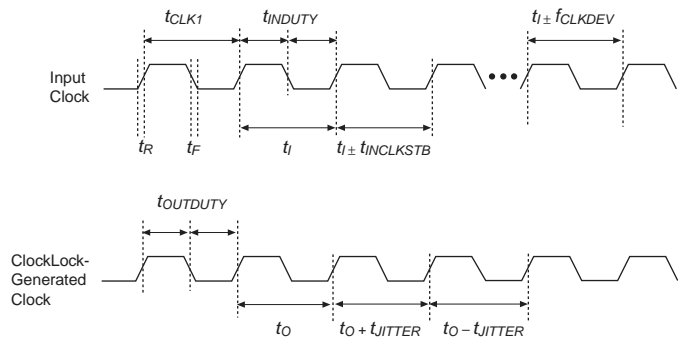 tCLK1 tINDUTY tI ± fCLKDEV
Input
Clock
tR tF tI tI ± tINCLKSTB
tOUTDUTY
ClockLock-
Generated
Clock
tO tO + tJITTER tO – tJITTER